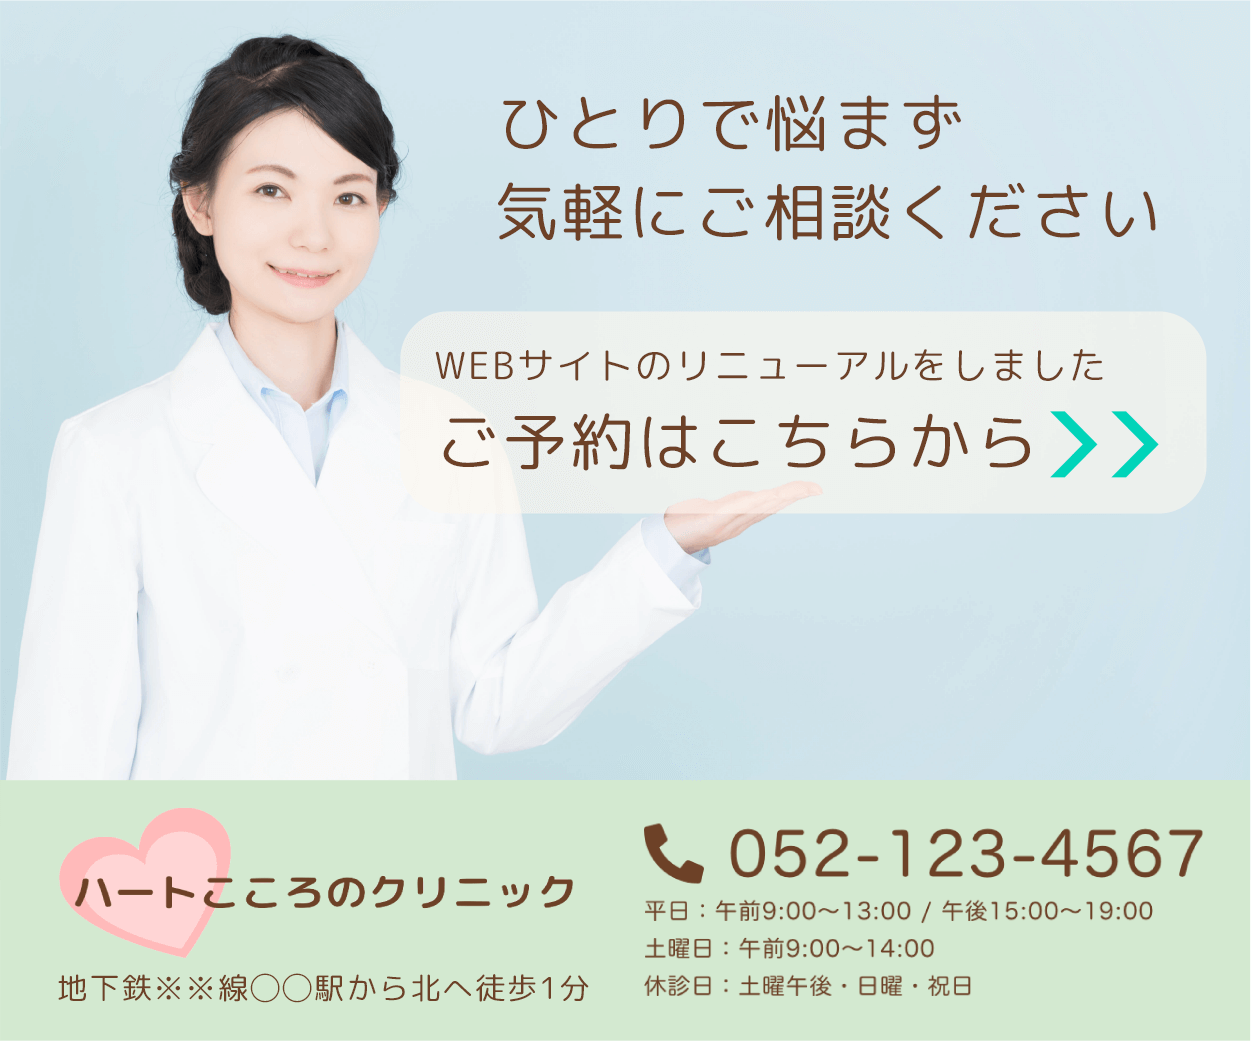 ひとりで悩まず
気軽にご相談ください
WEBサイトのリニューアルをしました
ご予約はこちらから
ハートこころのクリニック
地下鉄※※線◯◯駅から北へ徒歩1分
052-123-4567
平日：午前9:00〜13:00 / 午後15:00〜19:00
土曜日：午前9:00〜14:00
休診日：土曜午後・日曜・祝日